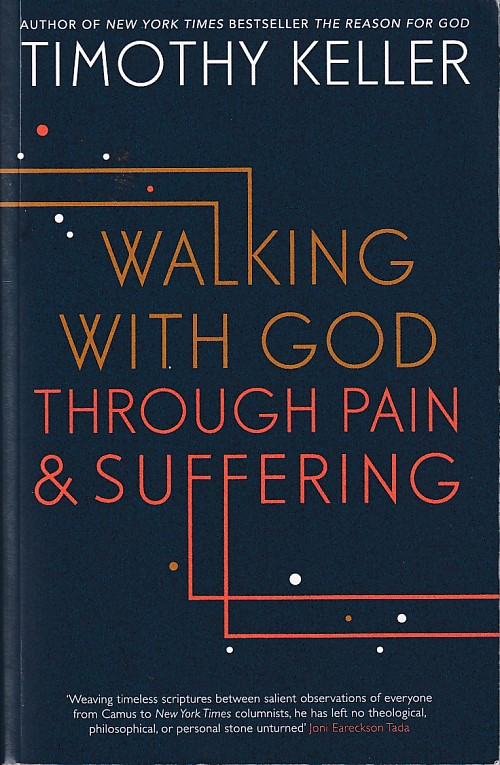 AUTHOR OF NEW YORK TIMES BESTSELLER THE REASON FOR GOD
TIMOTHY KELLER
WALKING
WITH GOD
THROUGH PAIN
& SUFFERING
‘Weaving timeless scriptures between salient observations of everyone
from Camus to New York Times columnists, he has left no theological,
philosophical, or personal stone unturned’ Joni Eareckson Tada